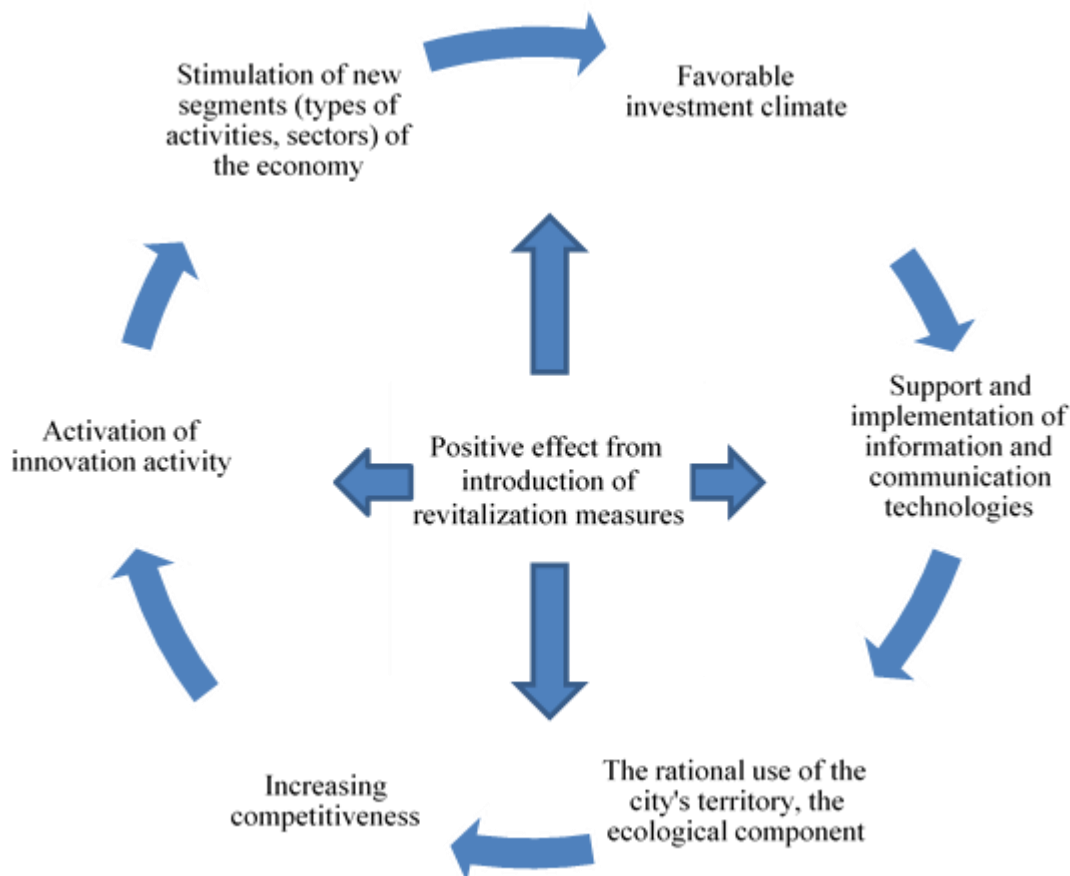 Stimulation of new
segments (types of
activities, sectors) of
the economy
Favorable
investment climate
Activation of
innovation activity
Positive effect from
introduction of
revitalization measures
Support and
implementation of
information and
communication
technologies
Increasing
competitiveness
The rational use of the
city's territory, the
ecological component